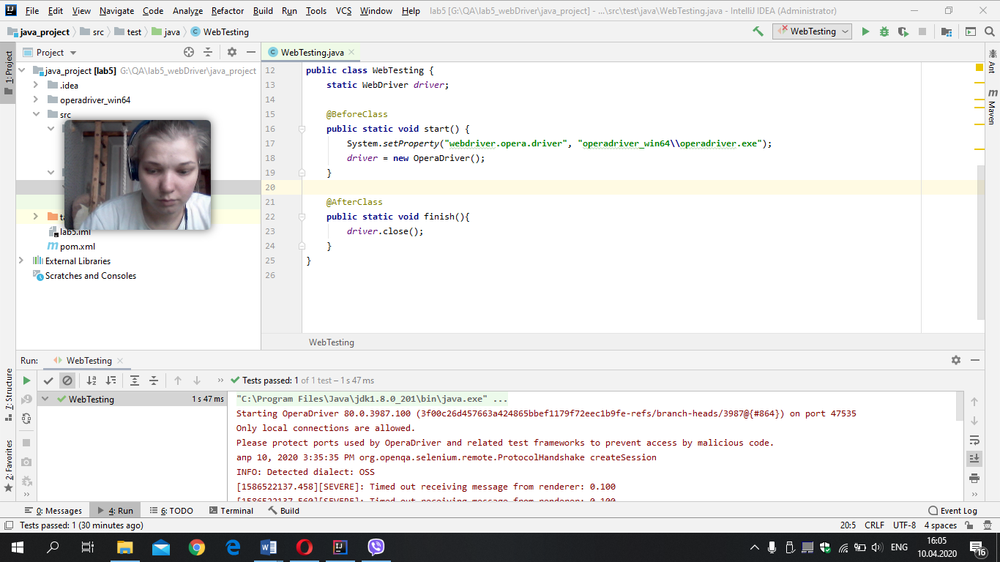 File Edit View Navigate Code Analyze Refactor Build Run Tools VCS Window Help lab5 [G:\QA\lab5_webDriver\java_project] - ...\src\test\java\WebTesting.java - IntelliJ IDEA (Administrator)
java_project src test java WebTesting WebTesting
1: Project
Project
java_project [lab5] G:\QA\lab5_webDriver\java_project
.idea
operadriver_win64
src
lab5.iml
pom.xml
External Libraries
Scratches and Consoles
WebTesting.java
12 public class WebTesting {
13 static WebDriver driver;
14
15 @BeforeClass
16 public static void start() {
17 System.setProperty("webdriver.opera.driver", "operadriver_win64\\operadriver.exe");
18 driver = new OperaDriver();
19 }
20
21 @AfterClass
22 public static void finish(){
23 driver.close();
24 }
25 }
26
WebTesting
Ant
Maven
Run: WebTesting
7: Structure
2: Favorites
Tests passed: 1 of 1 test – 1 s 47 ms
WebTesting 1 s 47 ms
"C:\Program Files\Java\jdk1.8.0_201\bin\java.exe" ...
Starting OperaDriver 80.0.3987.100 (3f00c26d457663a424865bbef1179f72eec1b9fe-refs/branch-heads/3987@{#864}) on port 47535
Only local connections are allowed.
Please protect ports used by OperaDriver and related test frameworks to prevent access by malicious code.
апр 10, 2020 3:35:35 PM org.openqa.selenium.remote.ProtocolHandshake createSession
INFO: Detected dialect: OSS
[1586522137.458][SEVERE]: Timed out receiving message from renderer: 0.100
[1586522137.560][SEVERE]: Timed out receiving message from renderer: 0.100
0: Messages 4: Run 6: TODO Terminal Build Event Log
Tests passed: 1 (30 minutes ago) 20:5 CRLF UTF-8 4 spaces
ENG 16:05
10.04.2020 16